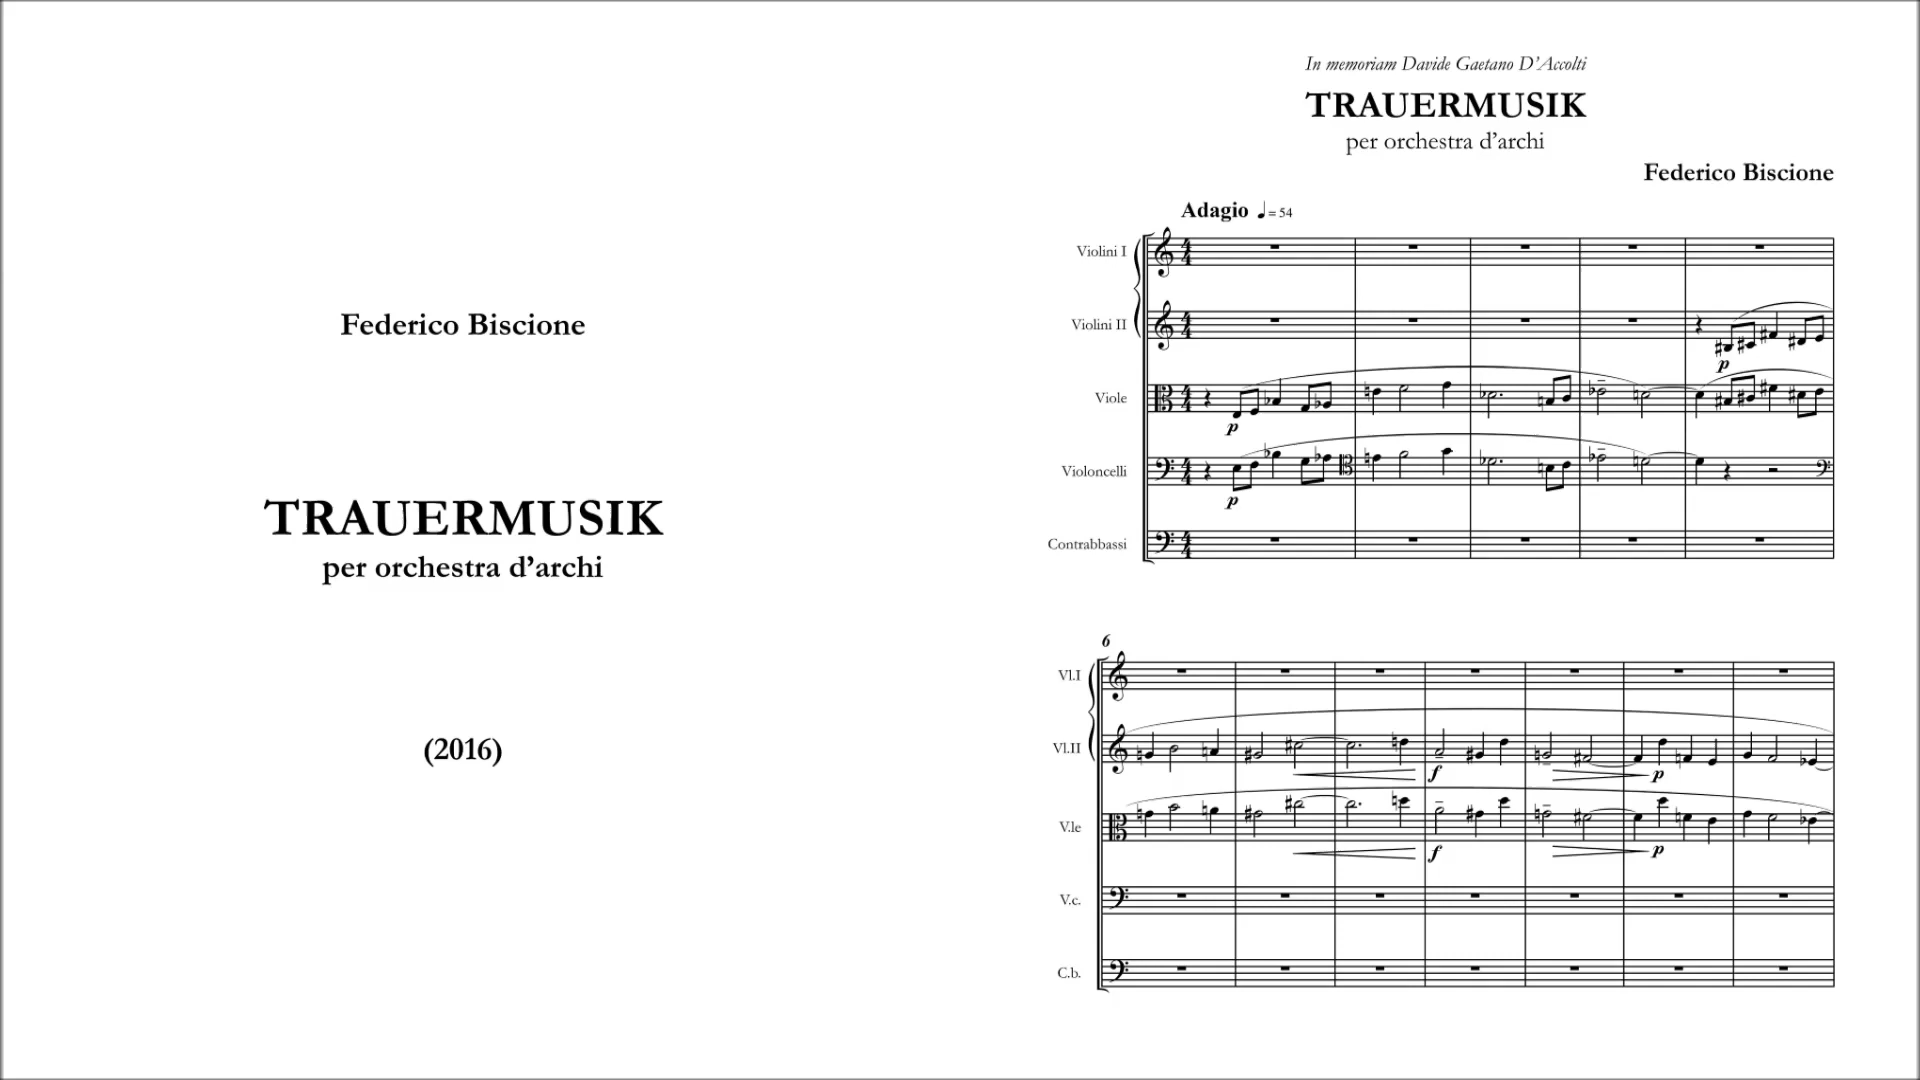 Federico Biscione
TRAUERMUSIK
per orchestra d’archi
(2016)
In memoriam Davide Gaetano D’Accolti
TRAUERMUSIK
per orchestra d’archi
Federico Biscione
Adagio ♩= 54
Violini I
Violini II
p
Viole
p
Violoncelli
p
Contrabbassi
6
Vl.I
Vl.II
f p
V.le
f p
V.c.
C.b.